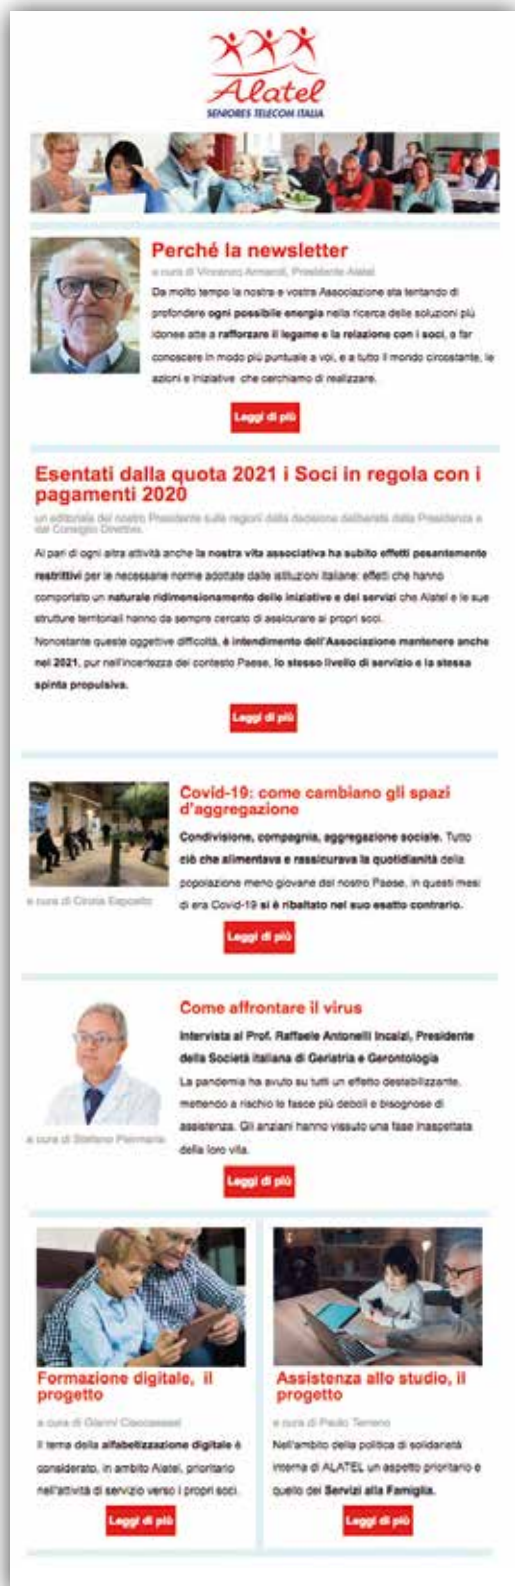 Alatel
SENIORES TELECOM ITALIA
Perché la newsletter
a cura di Vincenzo Armaroli, Presidente Alatel
Da molto tempo la nostra e vostra Associazione sta tentando di
profondere ogni possibile energia nella ricerca delle soluzioni più
idonee atte a rafforzare il legame e la relazione con i soci, a far
conoscere in modo più puntuale a voi, e a tutto il mondo circostante, le
azioni e iniziative che cerchiamo di realizzare.
Leggi di più
Esentati dalla quota 2021 i Soci in regola con i
pagamenti 2020
un editoriale del nostro Presidente sulle ragioni della decisione deliberata dalla Presidenza e
dal Consiglio Direttivo.
Al pari di ogni altra attività anche la nostra vita associativa ha subito effetti pesantemente
restrittivi per le necessarie norme adottate dalle istituzioni italiane: effetti che hanno
comportato un naturale ridimensionamento delle iniziative e dei servizi che Alatel e le sue
strutture territoriali hanno da sempre cercato di assicurare ai propri soci.
Nonostante queste oggettive difficoltà, è intendimento dell'Associazione mantenere anche
nel 2021, pur nell'incertezza del contesto Paese, lo stesso livello di servizio e la stessa
spinta propulsiva.
Leggi di più
Covid-19: come cambiano gli spazi
d'aggregazione
Condivisione, compagnia, aggregazione sociale. Tutto
ciò che alimentava e rassicurava la quotidianità della
popolazione meno giovane del nostro Paese, in questi mesi
di era Covid-19 si è ribaltato nel suo esatto contrario.
a cura di Cinzia Esposito
Leggi di più
Come affrontare il virus
Intervista al Prof. Raffaele Antonelli Incalzi, Presidente
della Società Italiana di Geriatria e Gerontologia
La pandemia ha avuto su tutti un effetto destabilizzante,
mettendo a rischio le fasce più deboli e bisognose di
assistenza. Gli anziani hanno vissuto una fase inaspettata
della loro vita.
a cura di Stefano
Leggi di più
Formazione digitale, il
progetto
a cura di Gianni
Il tema della alfabetizzazione digitale è
considerato, in ambito Alatel, prioritario
nell'attività di servizio verso i propri soci.
Leggi di più
Assistenza allo studio, il
progetto
a cura di Paolo Terreno
Nell'ambito della politica di solidarietà
interna di ALATEL un aspetto prioritario è
quello dei Servizi alla Famiglia.
Leggi di più